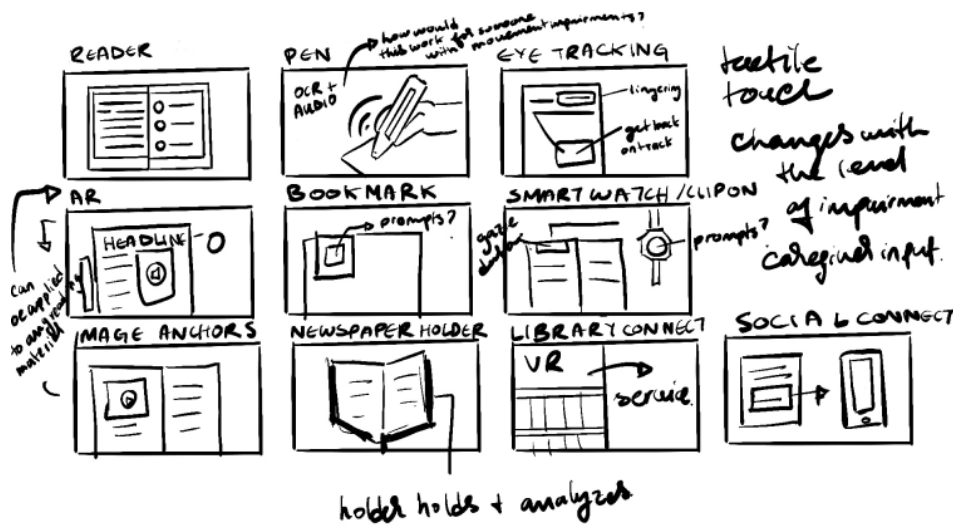 how would
this work for someone
with movement impairments?
READER
PEN
EYE TRACKING
OCR +
AUDIO
lingering
get back
on track
tactile
touch
changes with
the level
of impairment
caregiver input.
AR
BOOKMARK
SMARTWATCH/CLIPON
HEADLINE
prompts?
gaze
prompts?
can
be applied
to any reading
material
IMAGE ANCHORS
NEWSPAPER HOLDER
LIBRARY CONNECT
SOCIAL CONNECT
VR
service.
holder holds + analyzes